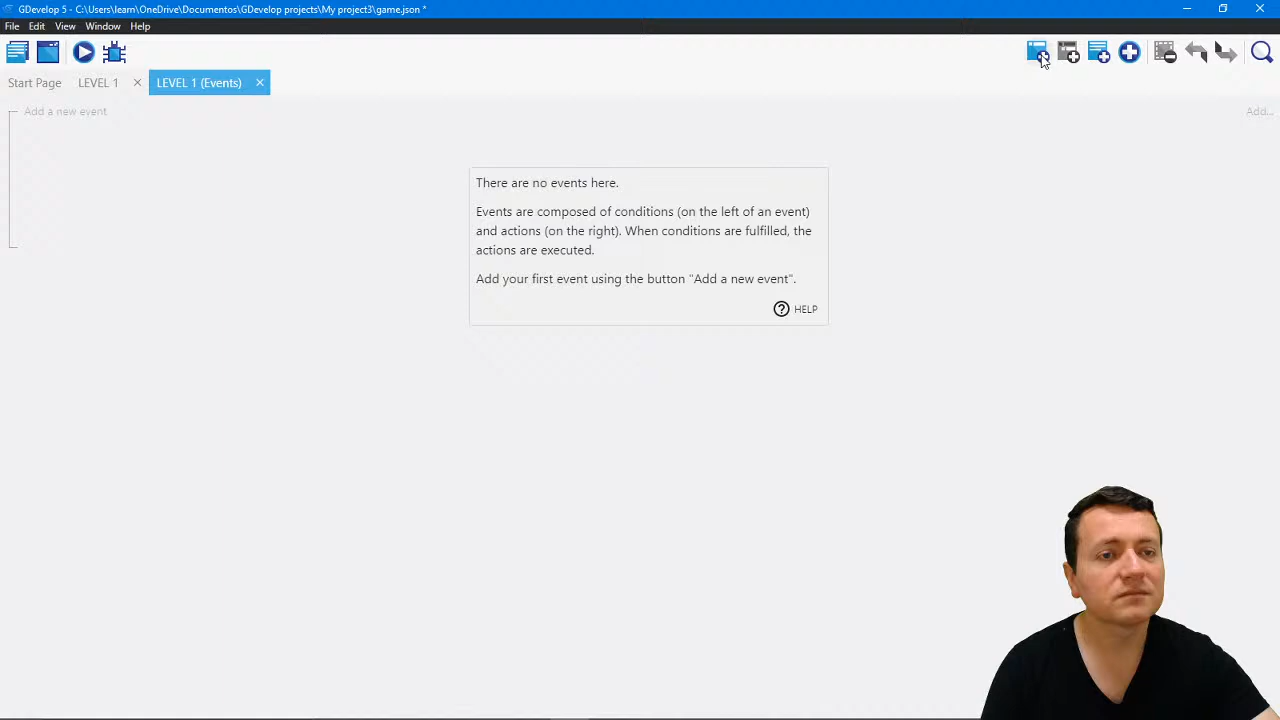 GDevelop 5 - C:\Users\learn\OneDrive\Documentos\GDevelop projects\My project3\game.json *
File Edit View Window Help
Start Page LEVEL 1 LEVEL 1 (Events)
Add a new event Add...
There are no events here.
Events are composed of conditions (on the left of an event)
and actions (on the right). When conditions are fulfilled, the
actions are executed.
Add your first event using the button "Add a new event".
HELP